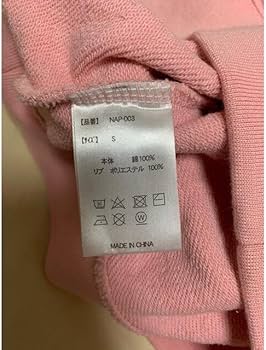 【品番】 NAP-003
【サイズ】 S
本体 綿100%
リブ ポリエステル 100%
MADE IN CHINA